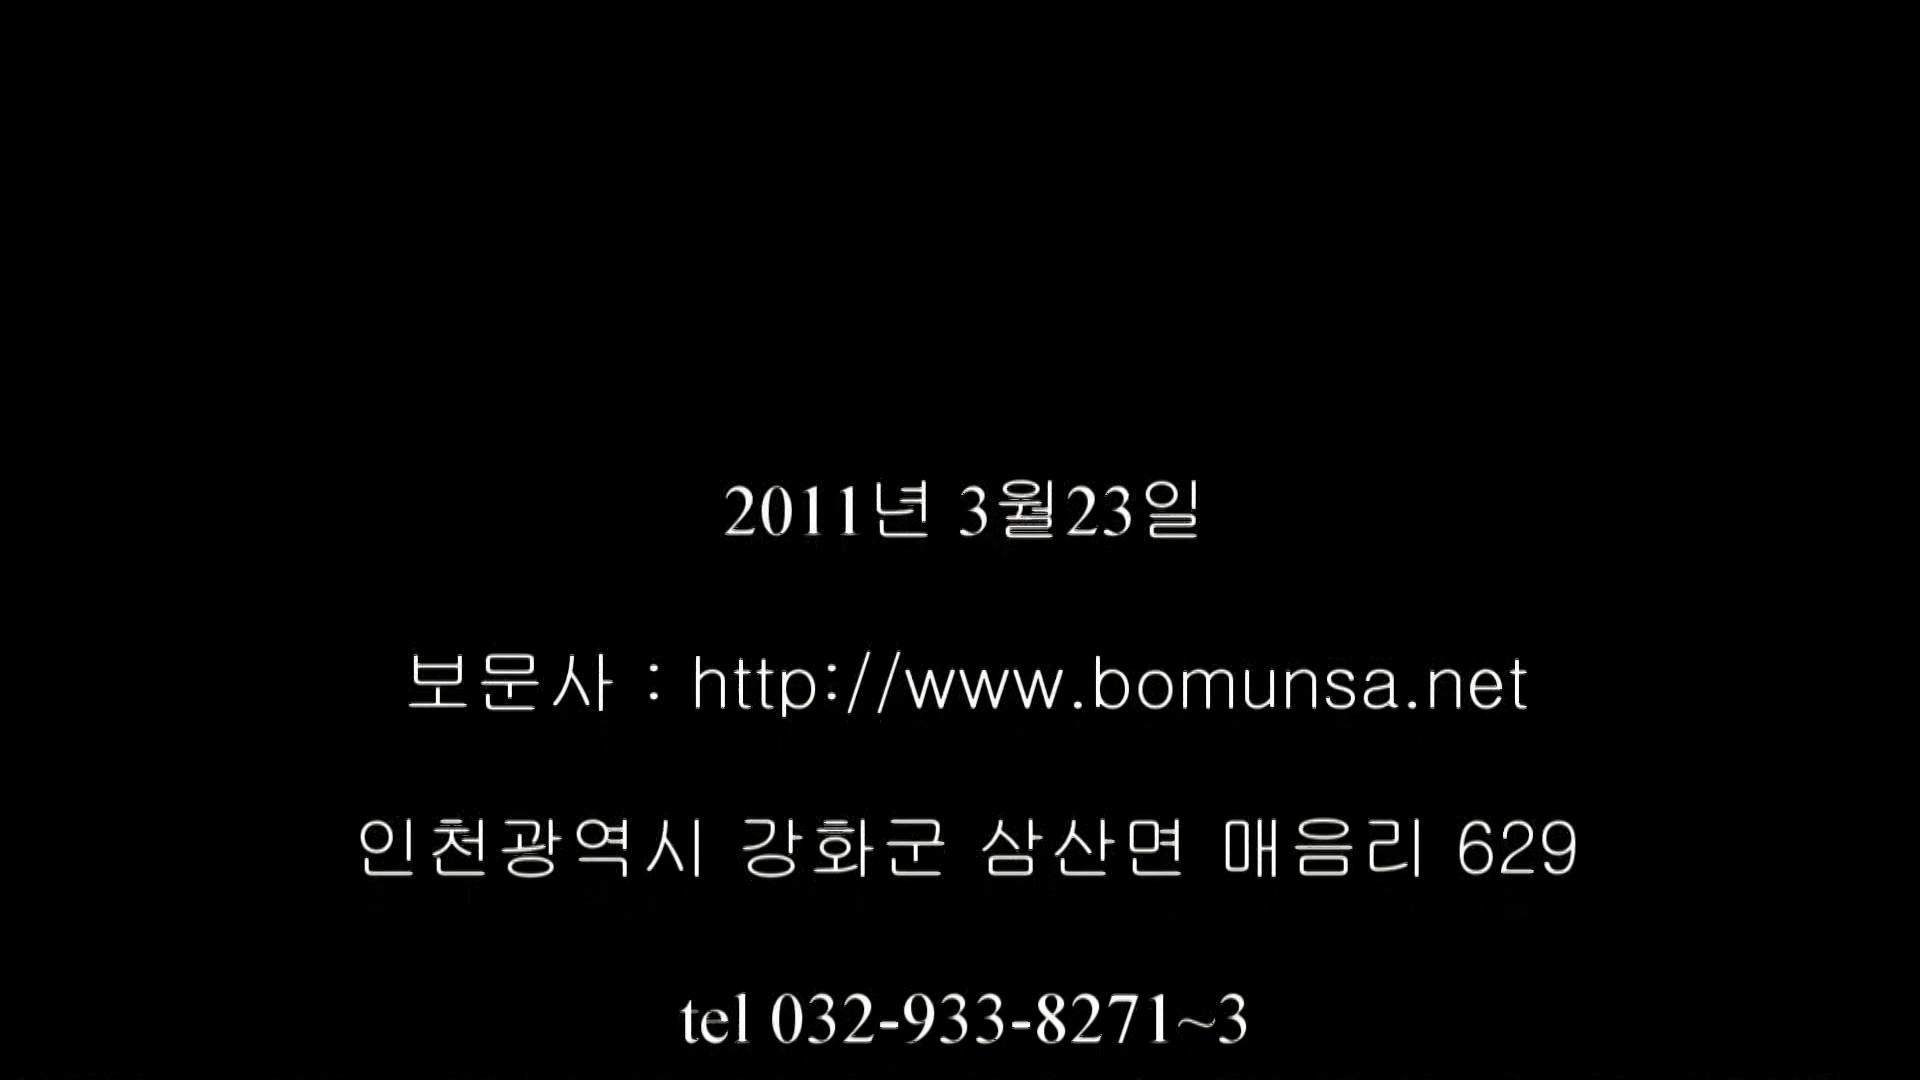 2011년 3월23일
보문사 : http://www.bomunsa.net
인천광역시 강화군 삼산면 매음리 629
tel 032-933-8271~3